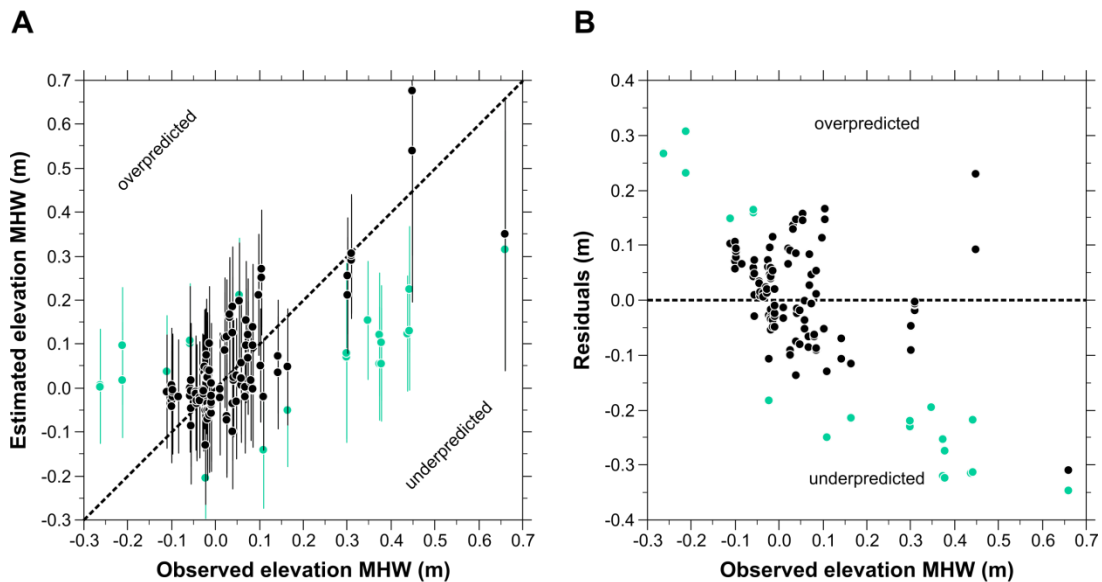 A
B
Estimated elevation MHW (m)
0.7
0.6
0.5
0.4
0.3
0.2
0.1
0.0
-0.1
-0.2
-0.3
overpredicted
underpredicted
-0.3 -0.2 -0.1 0.0 0.1 0.2 0.3 0.4 0.5 0.6 0.7
Observed elevation MHW (m)
Residuals (m)
0.4
0.3
0.2
0.1
0.0
-0.1
-0.2
-0.3
-0.4
overpredicted
underpredicted
-0.3 -0.2 -0.1 0.0 0.1 0.2 0.3 0.4 0.5 0.6 0.7
Observed elevation MHW (m)